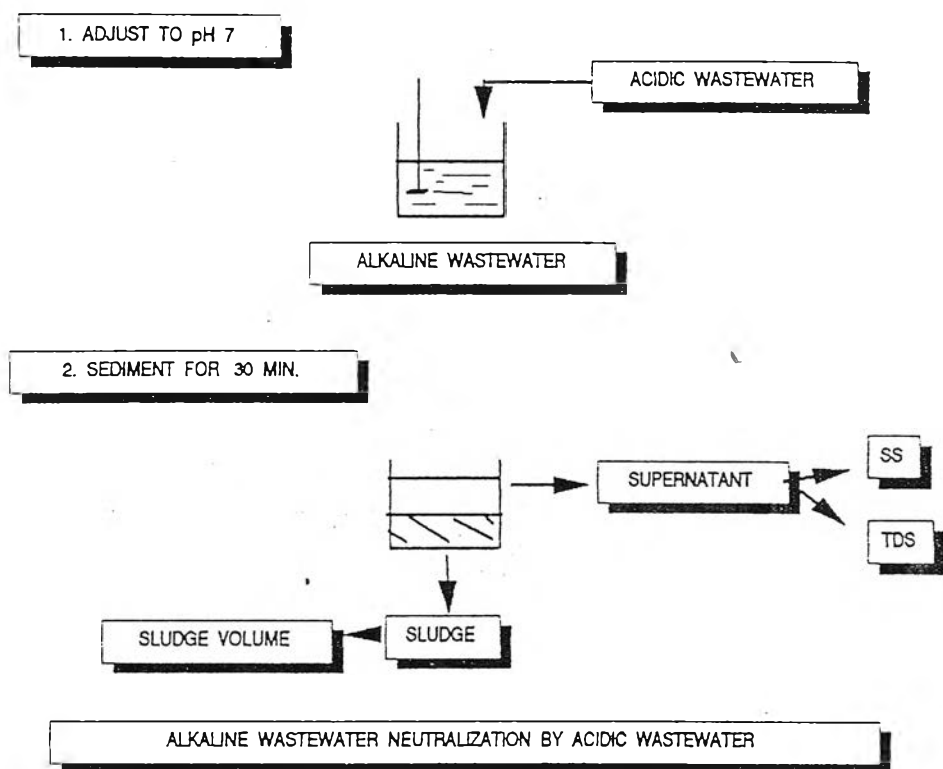 1. ADJUST TO pH 7
ACIDIC WASTEWATER
ALKALINE WASTEWATER
2. SEDIMENT FOR 30 MIN.
SUPERNATANT
SS
TDS
SLUDGE VOLUME
SLUDGE
ALKALINE WASTEWATER NEUTRALIZATION BY ACIDIC WASTEWATER